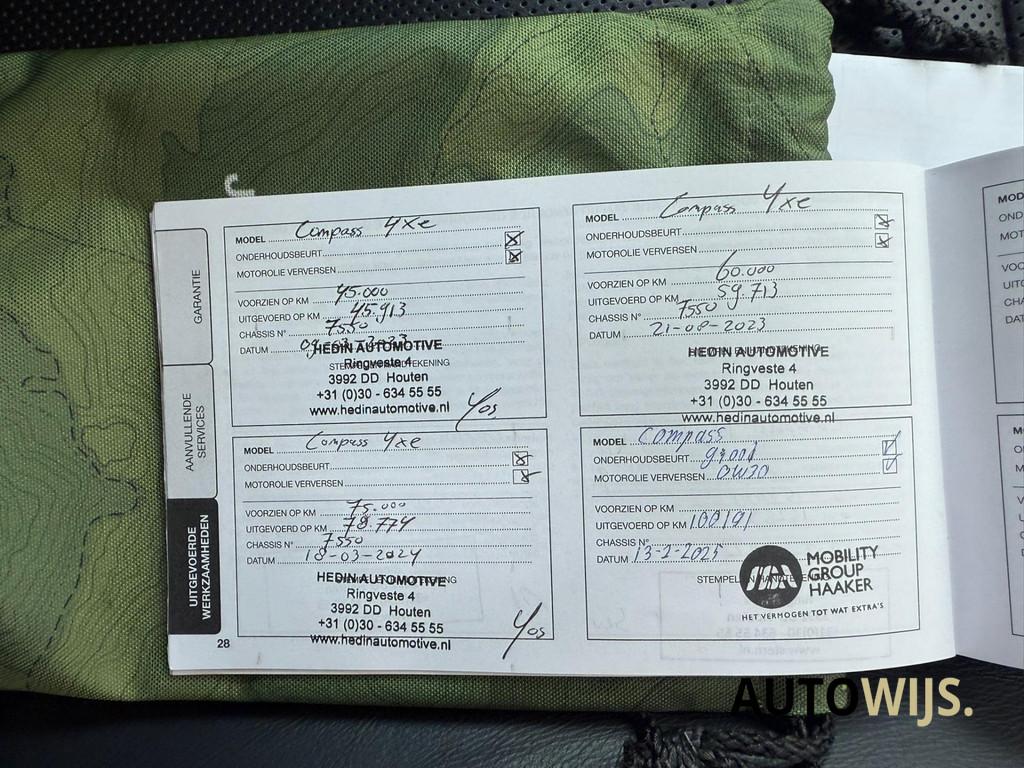 GARANTIE
AANVULLENDE
SERVICES
UITGEVOERDE
WERKZAAMHEDEN
MODEL Compass 4xe
ONDERHOUDSBEURT
MOTOROLIE VERVERSEN
VOORZIEN OP KM 45.000
UITGEVOERD OP KM 45.913
CHASSIS N° 7550
DATUM
HEDIN AUTOMOTIVE
Ringveste 4
3992 DD Houten
+31 (0)30 - 634 55 55
www.hedinautomotive.nl
Yos
MODEL Compass 4xe
ONDERHOUDSBEURT
MOTOROLIE VERVERSEN
VOORZIEN OP KM 60.000
UITGEVOERD OP KM 59.713
CHASSIS N° 7550
DATUM 21-08-2023
HEDIN AUTOMOTIVE
Ringveste 4
3992 DD Houten
+31 (0)30 - 634 55 55
www.hedinautomotive.nl
MODEL Compass 4xe
ONDERHOUDSBEURT
MOTOROLIE VERVERSEN
VOORZIEN OP KM 75.000
UITGEVOERD OP KM 78.774
CHASSIS N° 7550
DATUM 18-03-2024
HEDIN AUTOMOTIVE
Ringveste 4
3992 DD Houten
+31 (0)30 - 634 55 55
www.hedinautomotive.nl
Yos
28
MODEL Compass
ONDERHOUDSBEURT
MOTOROLIE VERVERSEN 0W30
VOORZIEN OP KM
UITGEVOERD OP KM 100191
CHASSIS N°
DATUM 13-2-2025
STEMPEL EN HANDTEKENING
MOBILITY
GROUP
HAAKER
HET VERMOGEN TOT WAT EXTRA'S
AUTOWIJS.